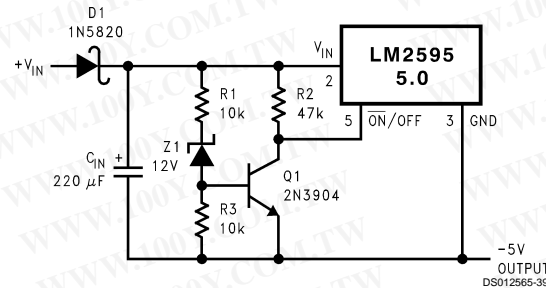 D1
1N5820
+VIN
VIN
2
LM2595
5.0
R1
10k
R2
47k
5
ON/OFF
3
GND
Z1
12V
CIN
+
220 µF
Q1
2N3904
R3
10k
-5V
OUTPUT
DS012565-39
WWW.100Y.COM.TW